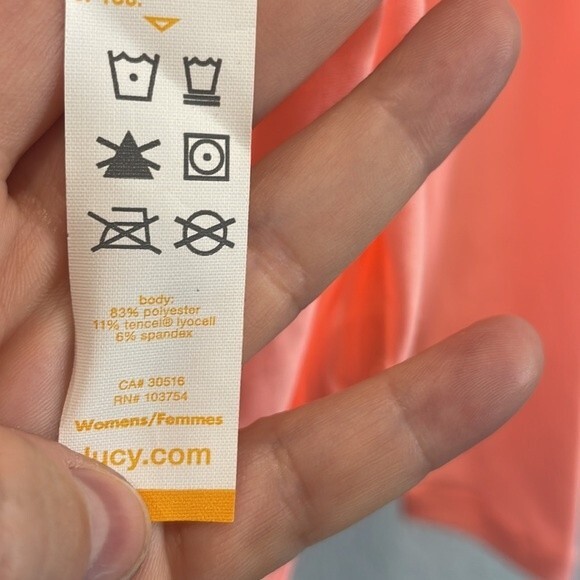 body:
83% polyester
11% tencel® lyocell
6% spandex
CA# 30516
RN# 103754
Womens/Femmes
lucy.com